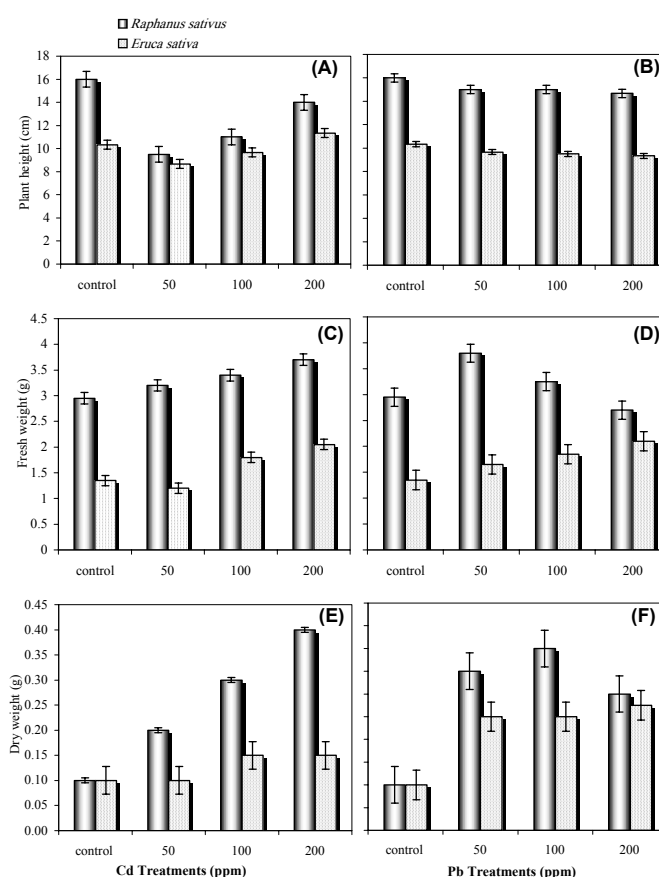 Raphanus sativus
Eruca sativa
(A)
(B)
Plant height (cm)
18
16
14
12
10
8
6
4
2
0
control 50 100 200
control 50 100 200
(C)
(D)
Fresh weight (g)
4.5
4
3.5
3
2.5
2
1.5
1
0.5
0
control 50 100 200
control 50 100 200
(E)
(F)
Dry weight (g)
0.45
0.40
0.35
0.30
0.25
0.20
0.15
0.10
0.05
0.00
control 50 100 200
control 50 100 200
Cd Treatments (ppm)
Pb Treatments (ppm)